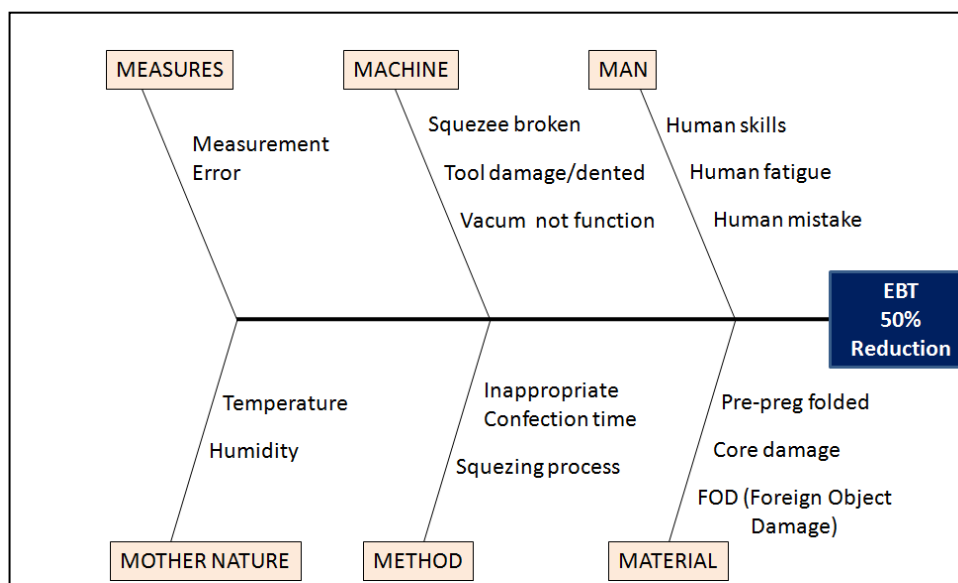 MEASURES
MACHINE
MAN
Measurement
Error
Squezee broken
Tool damage/dented
Vacum not function
Human skills
Human fatigue
Human mistake
EBT
50%
Reduction
Temperature
Humidity
Inappropriate
Confection time
Squezing process
Pre-preg folded
Core damage
FOD (Foreign Object
Damage)
MOTHER NATURE
METHOD
MATERIAL